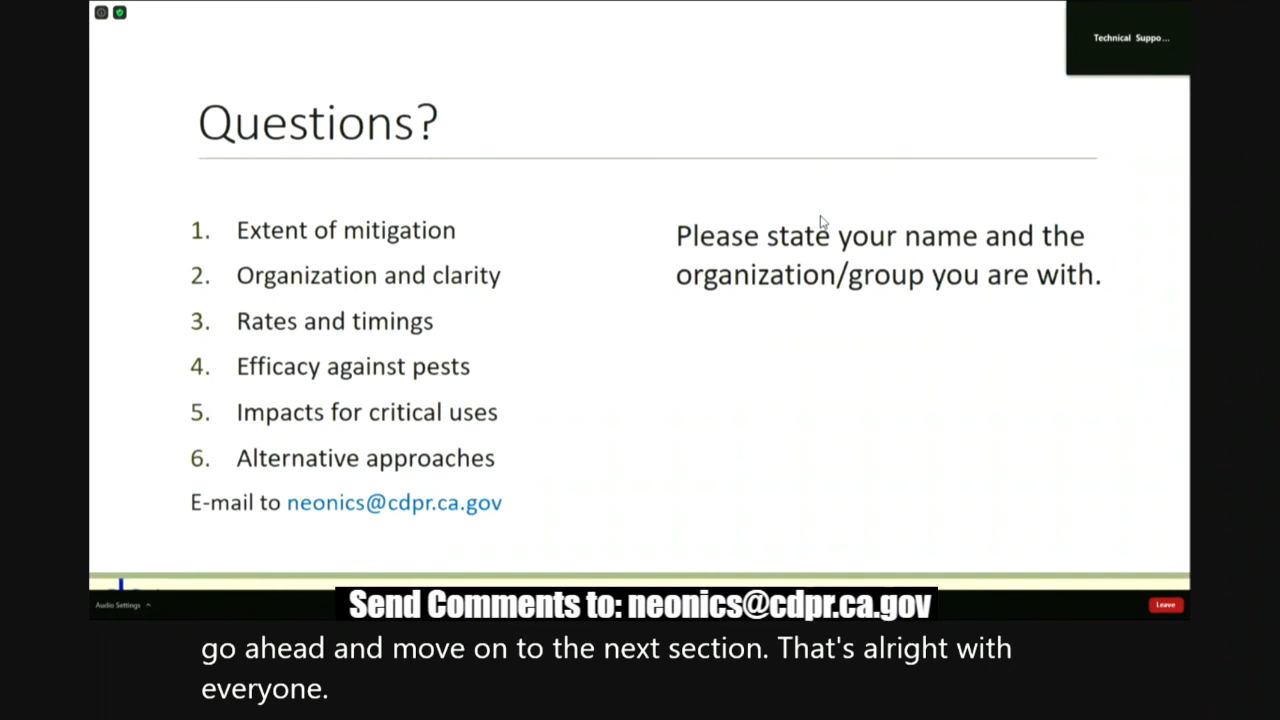 Technical Suppo...
Questions?
1. Extent of mitigation
2. Organization and clarity
3. Rates and timings
4. Efficacy against pests
5. Impacts for critical uses
6. Alternative approaches
E-mail to neonics@cdpr.ca.gov
Please state your name and the
organization/group you are with.
Audio Settings
Send Comments to: neonics@cdpr.ca.gov
Leave
go ahead and move on to the next section. That's alright with
everyone.